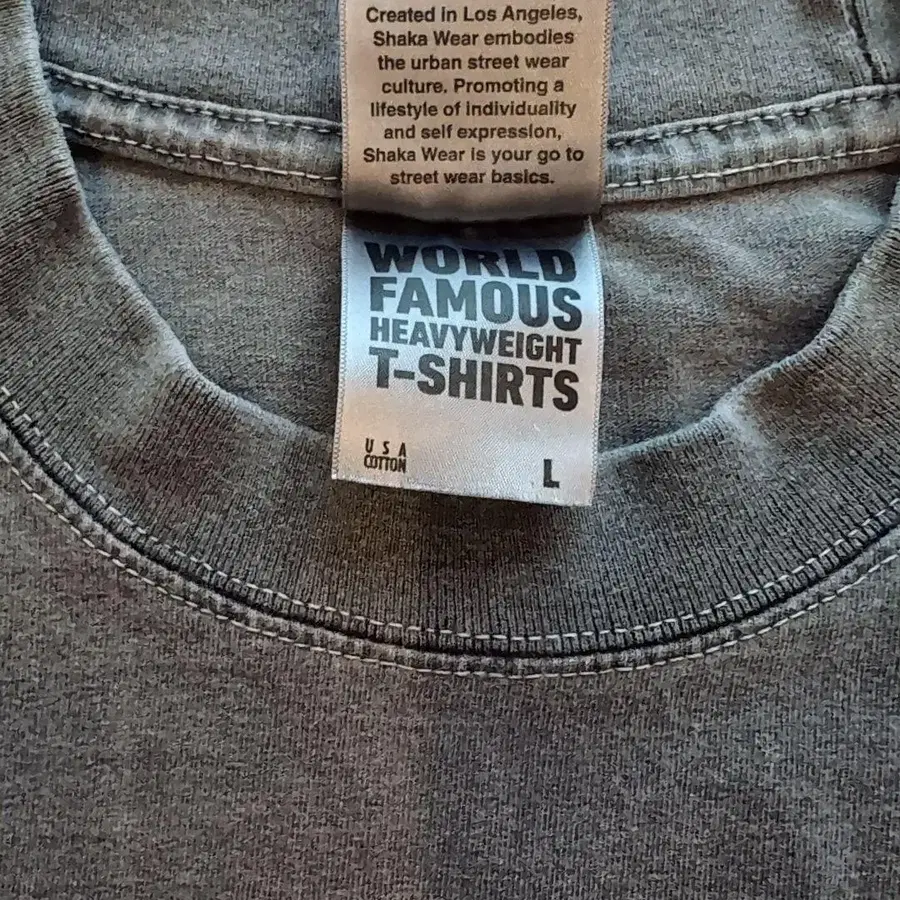 Created in Los Angeles,
Shaka Wear embodies
the urban street wear
culture. Promoting a
lifestyle of individuality
and self expression,
Shaka Wear is your go to
street wear basics.
WORLD
FAMOUS
HEAVYWEIGHT
T-SHIRTS
USA
COTTON
L